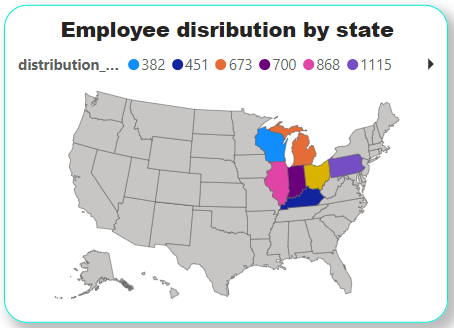 Employee disribution by state
distribution_... 382 451 673 700 868 1115